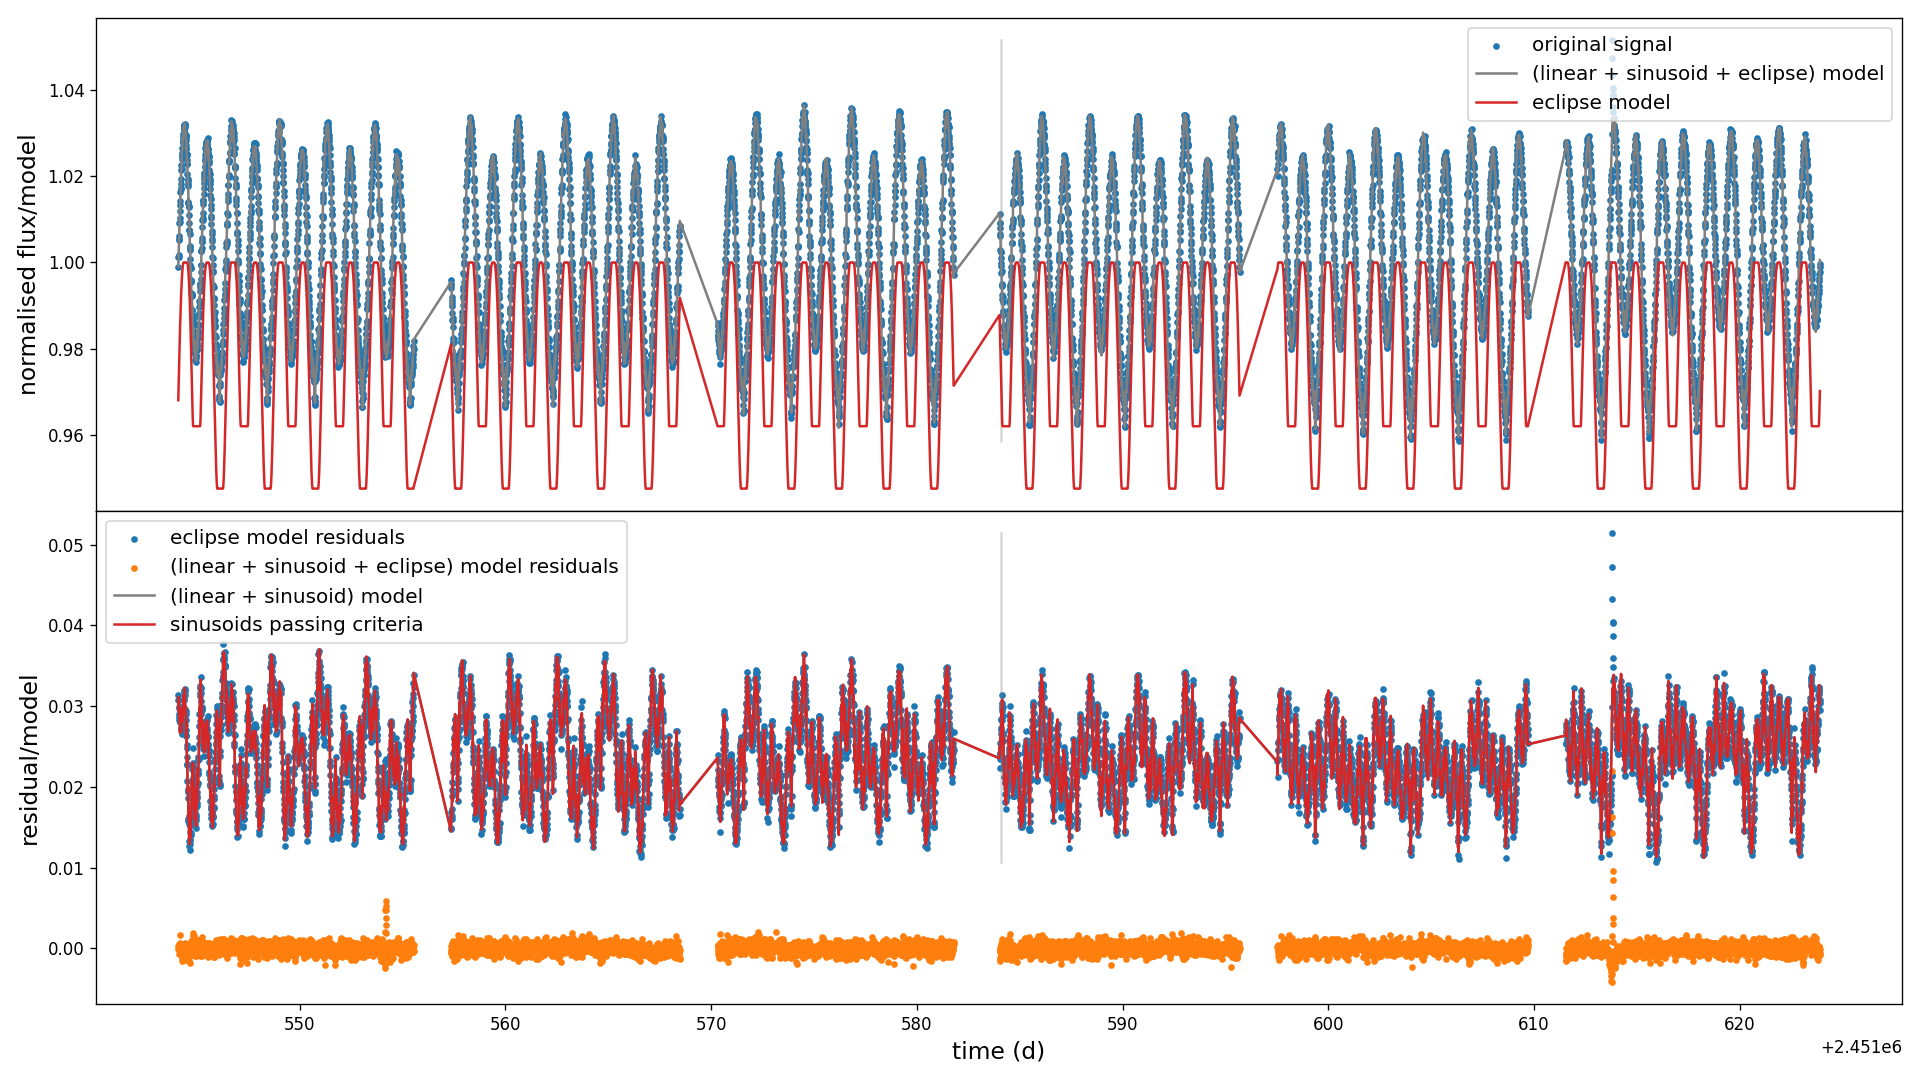 original signal
(linear + sinusoid + eclipse) model
eclipse model
normalised flux/model
1.04
1.02
1.00
0.98
0.96
eclipse model residuals
(linear + sinusoid + eclipse) model residuals
(linear + sinusoid) model
sinusoids passing criteria
residual/model
0.05
0.04
0.03
0.02
0.01
0.00
550
560
570
580
590
600
610
620
time (d)
+2.451e6